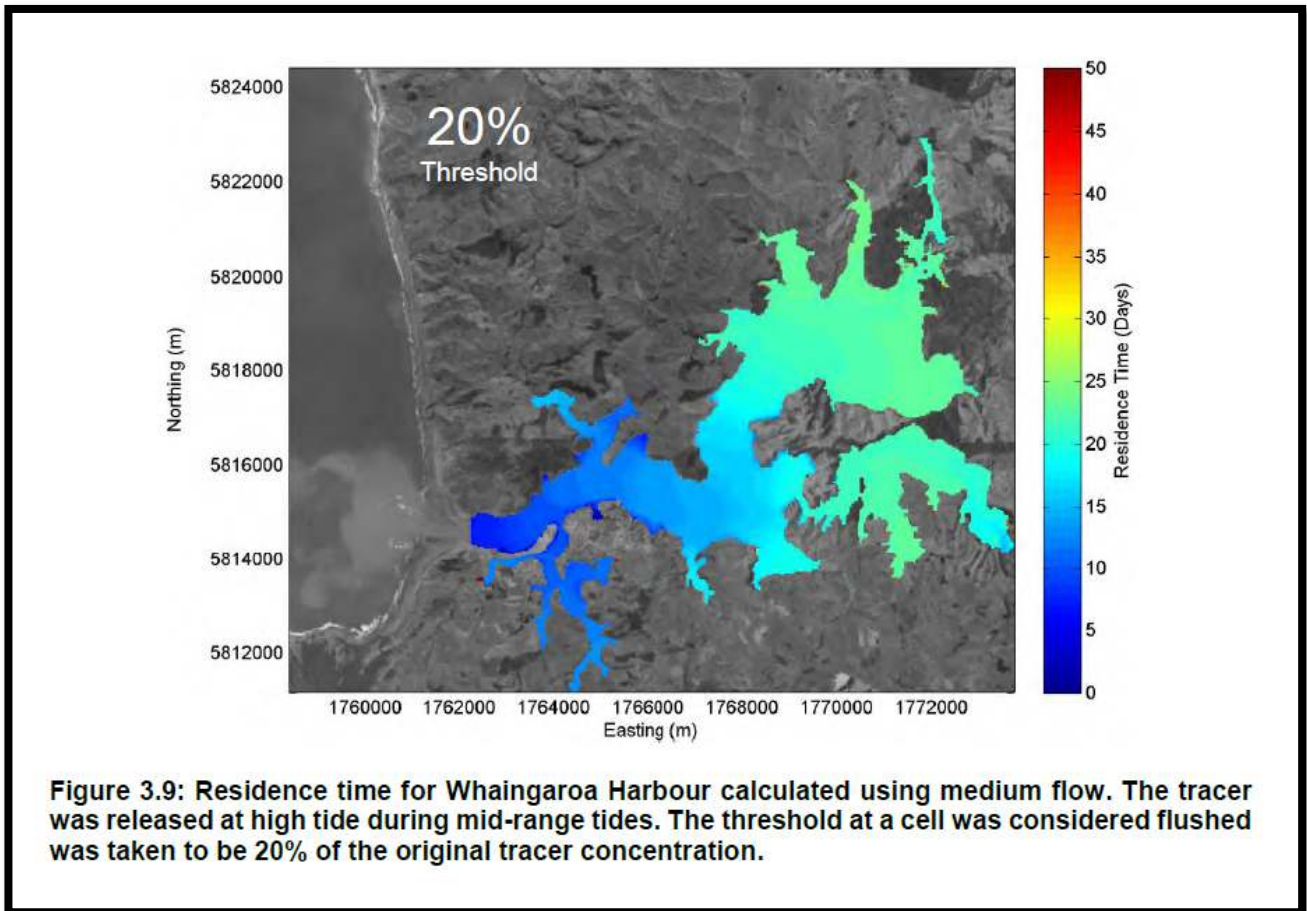 20%
Threshold
5824000
5822000
5820000
5818000
5816000
5814000
5812000
Northing (m)
1760000 1762000 1764000 1766000 1768000 1770000 1772000
Easting (m)
50
45
40
35
30
25
20
15
10
5
0
Residence Time (Days)
Figure 3.9: Residence time for Whaingaroa Harbour calculated using medium flow. The tracer
was released at high tide during mid-range tides. The threshold at a cell was considered flushed
was taken to be 20% of the original tracer concentration.